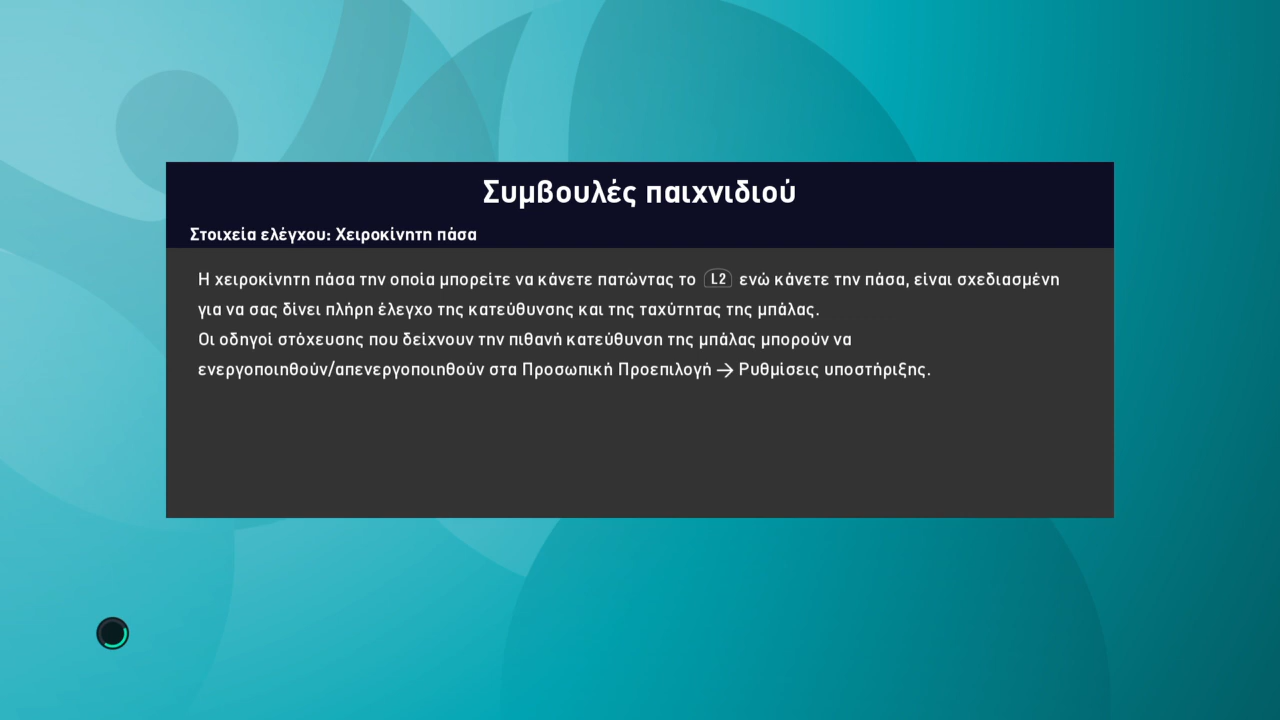 Συμβουλές παιχνιδιού
Στοιχεία ελέγχου: Χειροκίνητη πάσα
Η χειροκίνητη πάσα την οποία μπορείτε να κάνετε πατώντας το L2 ενώ κάνετε την πάσα, είναι σχεδιασμένη
για να σας δίνει πλήρη έλεγχο της κατεύθυνσης και της ταχύτητας της μπάλας.
Οι οδηγοί στόχευσης που δείχνουν την πιθανή κατεύθυνση της μπάλας μπορούν να
ενεργοποιηθούν/απενεργοποιηθούν στα Προσωπική Προεπιλογή → Ρυθμίσεις υποστήριξης.